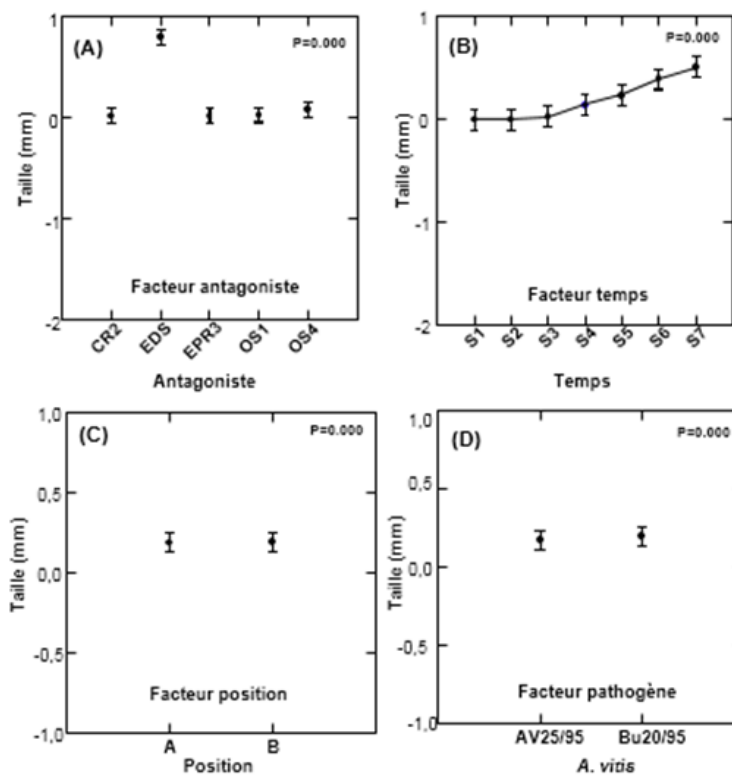 (A)
P=0.000
Taille (mm)
1
0
-1
-2
Facteur antagoniste
CR2
EDS
EPR3
OS1
OS4
Antagoniste
(B)
P=0.000
Taille (mm)
1
0
-1
-2
Facteur temps
S1
S2
S3
S4
S5
S6
S7
Temps
(C)
P=0.000
Taille (mm)
1,0
0,5
0,0
-0,5
-1,0
Facteur position
A
B
Position
(D)
P=0.000
Taille (mm)
1,0
0,5
0,0
-0,5
-1,0
Facteur pathogène
AV25/95
Bu20/95
A. vitis